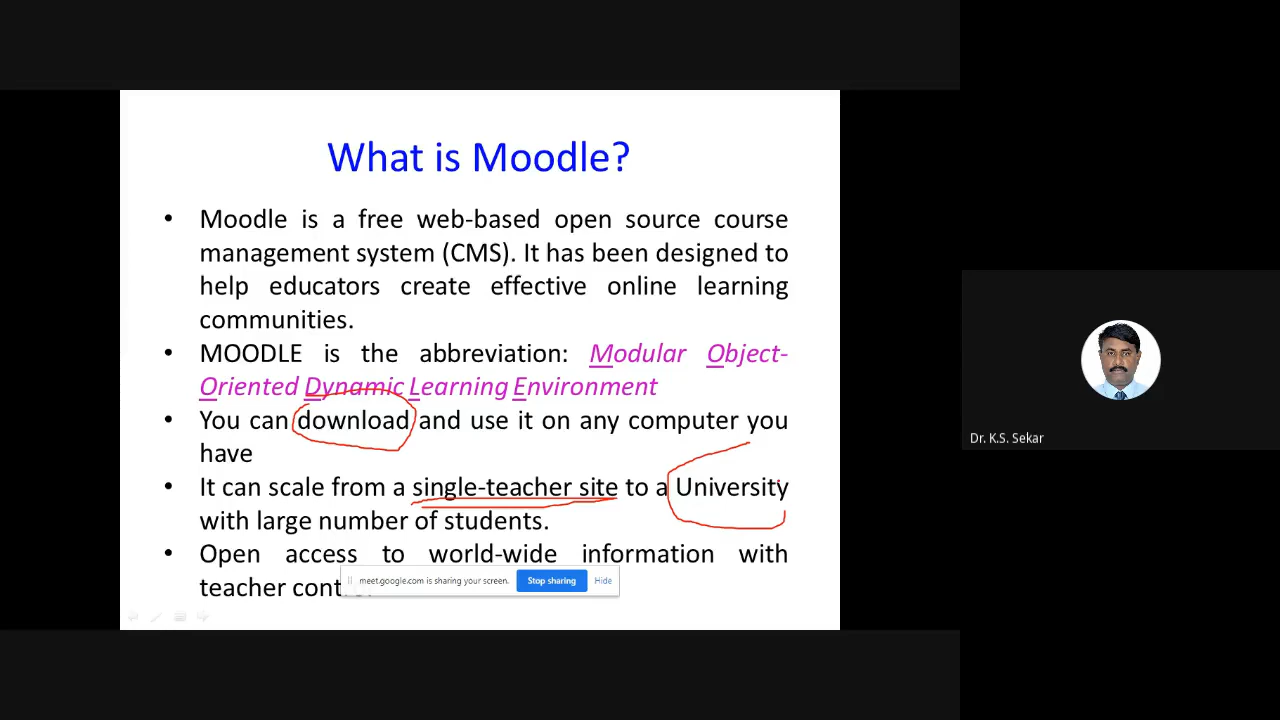 What is Moodle?
• Moodle is a free web-based open source course
management system (CMS). It has been designed to
help educators create effective online learning
communities.
• MOODLE is the abbreviation: Modular Object-
Oriented Dynamic Learning Environment
• You can download and use it on any computer you
have
• It can scale from a single-teacher site to a University
with large number of students.
• Open access to world-wide information with
teacher
meet.google.com is sharing your screen. Stop sharing Hide
Dr. K.S. Sekar